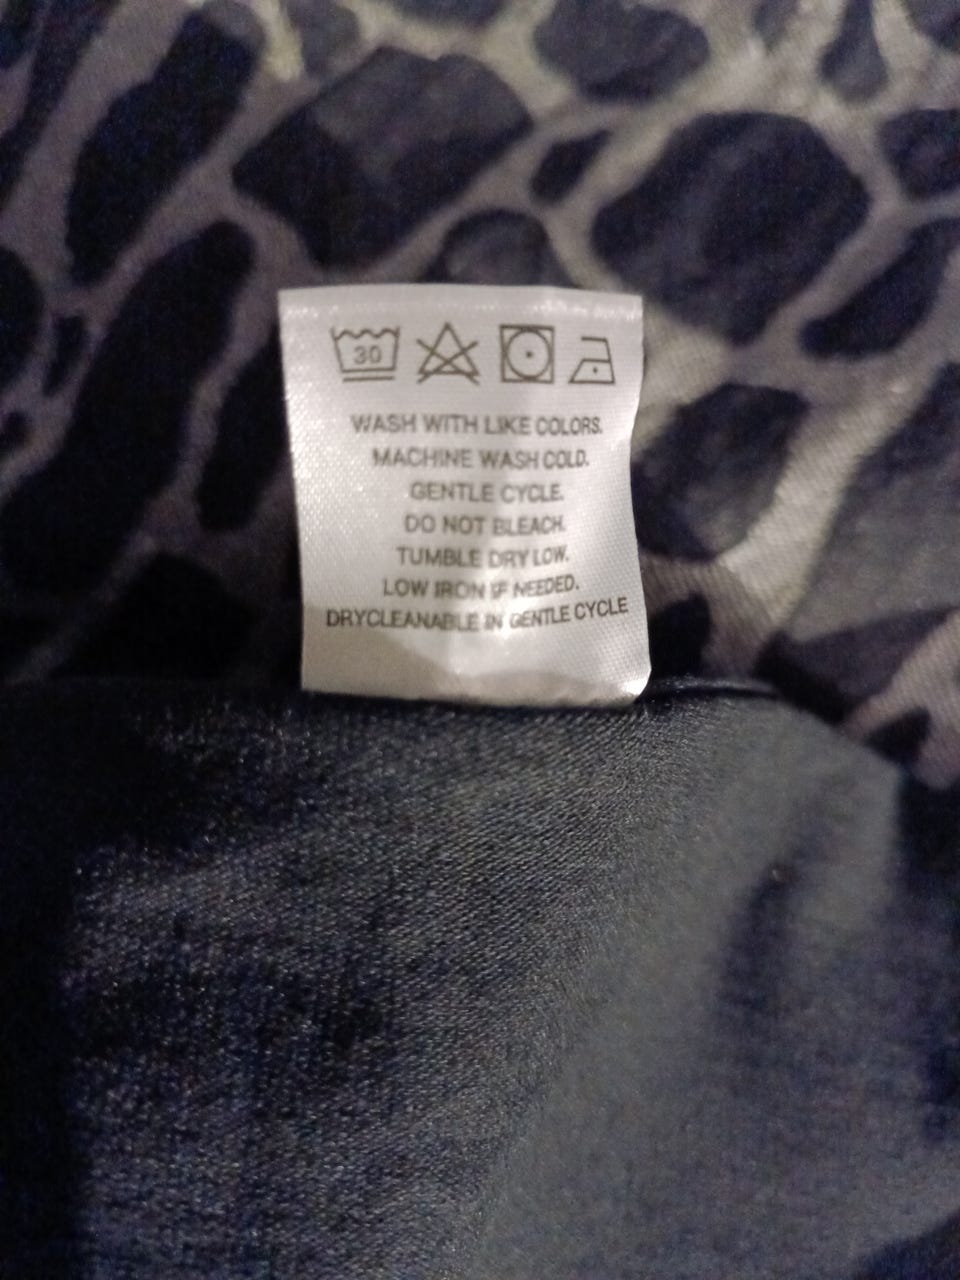 30
WASH WITH LIKE COLORS.
MACHINE WASH COLD.
GENTLE CYCLE.
DO NOT BLEACH.
TUMBLE DRY LOW.
LOW IRON IF NEEDED.
DRYCLEANABLE IN GENTLE CYCLE